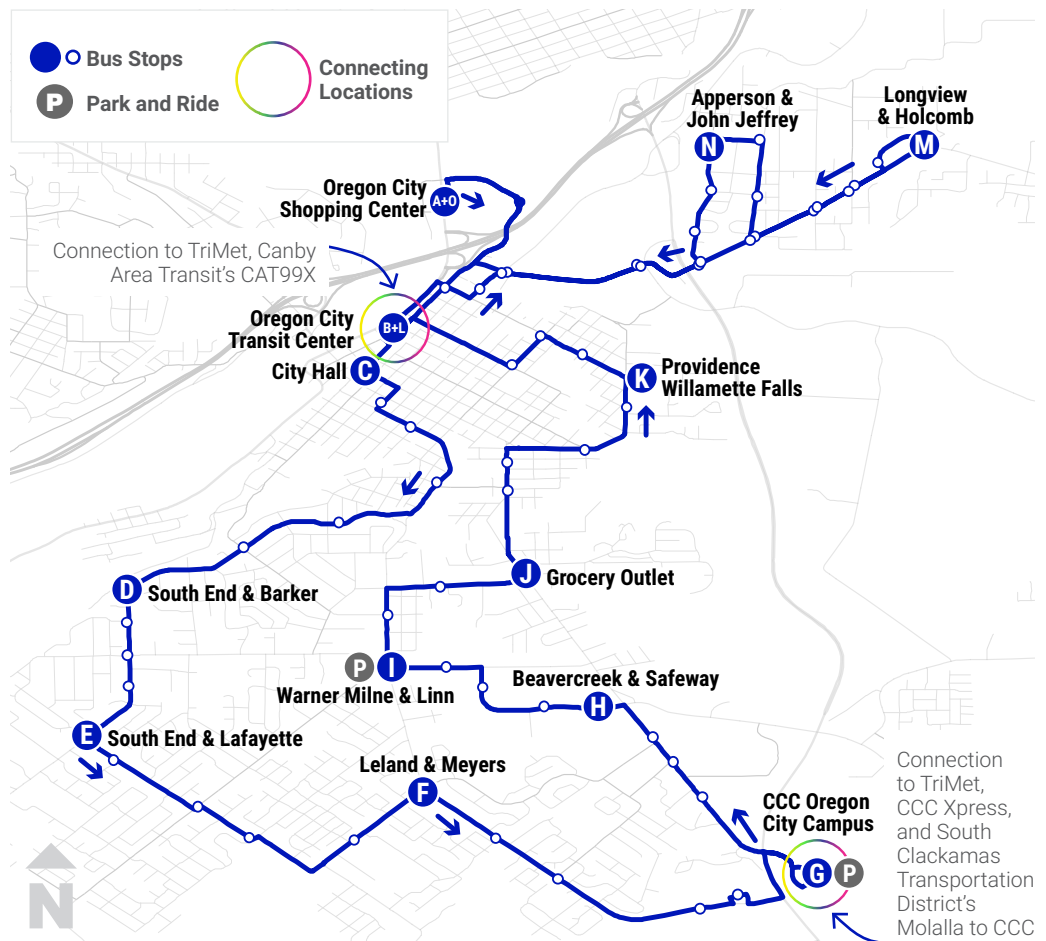 Bus Stops
P
Park and Ride
Connecting
Locations
Apperson &
John Jeffrey
N
Longview
& Holcomb
M
Oregon City
Shopping Center
A+O
Connection to TriMet, Canby
Area Transit's CAT99X
Oregon City
Transit Center
B+L
City Hall
C
K
Providence
Willamette Falls
J
Grocery Outlet
D
South End & Barker
P
I
Warner Milne & Linn
Beavercreek & Safeway
H
E
South End & Lafayette
Leland & Meyers
F
CCC Oregon
City Campus
G
P
Connection
to TriMet,
CCC Xpress,
and South
Clackamas
Transportation
District's
Molalla to CCC
N